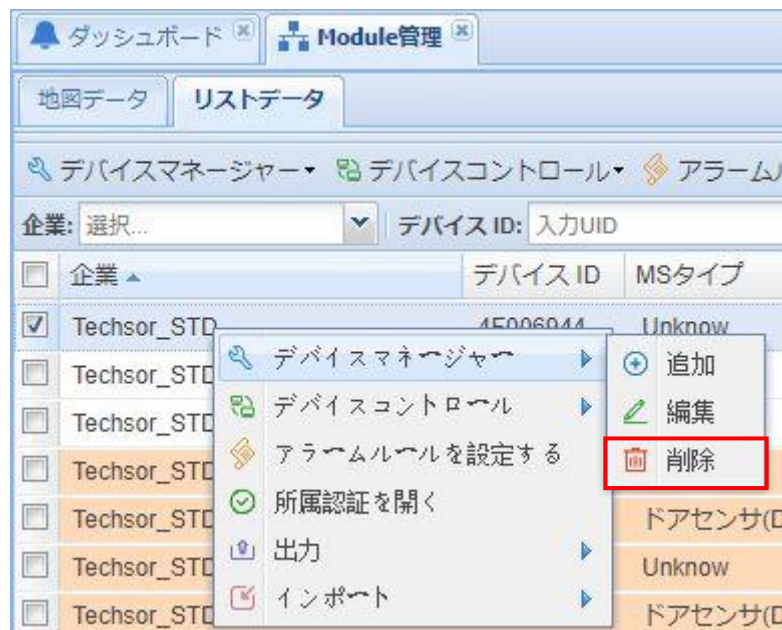 ダッシュボード Module管理
地図データ リストデータ
デバイスマネージャー デバイスコントロール アラーム
企業: 選択... デバイス ID: 入力UID
企業 デバイス ID MSタイプ
Techsor_STD 4F006944 Unknow
デバイスマネージャー 追加
Techsor_STD
デバイスコントロール 編集
Techsor_STD
アラームルールを設定する 削除
Techsor_STD
所属認証を開く
Techsor_STD ドアセンサ(D
出力
Techsor_STD Unknow
インポート
Techsor_STD ドアセンサ(D